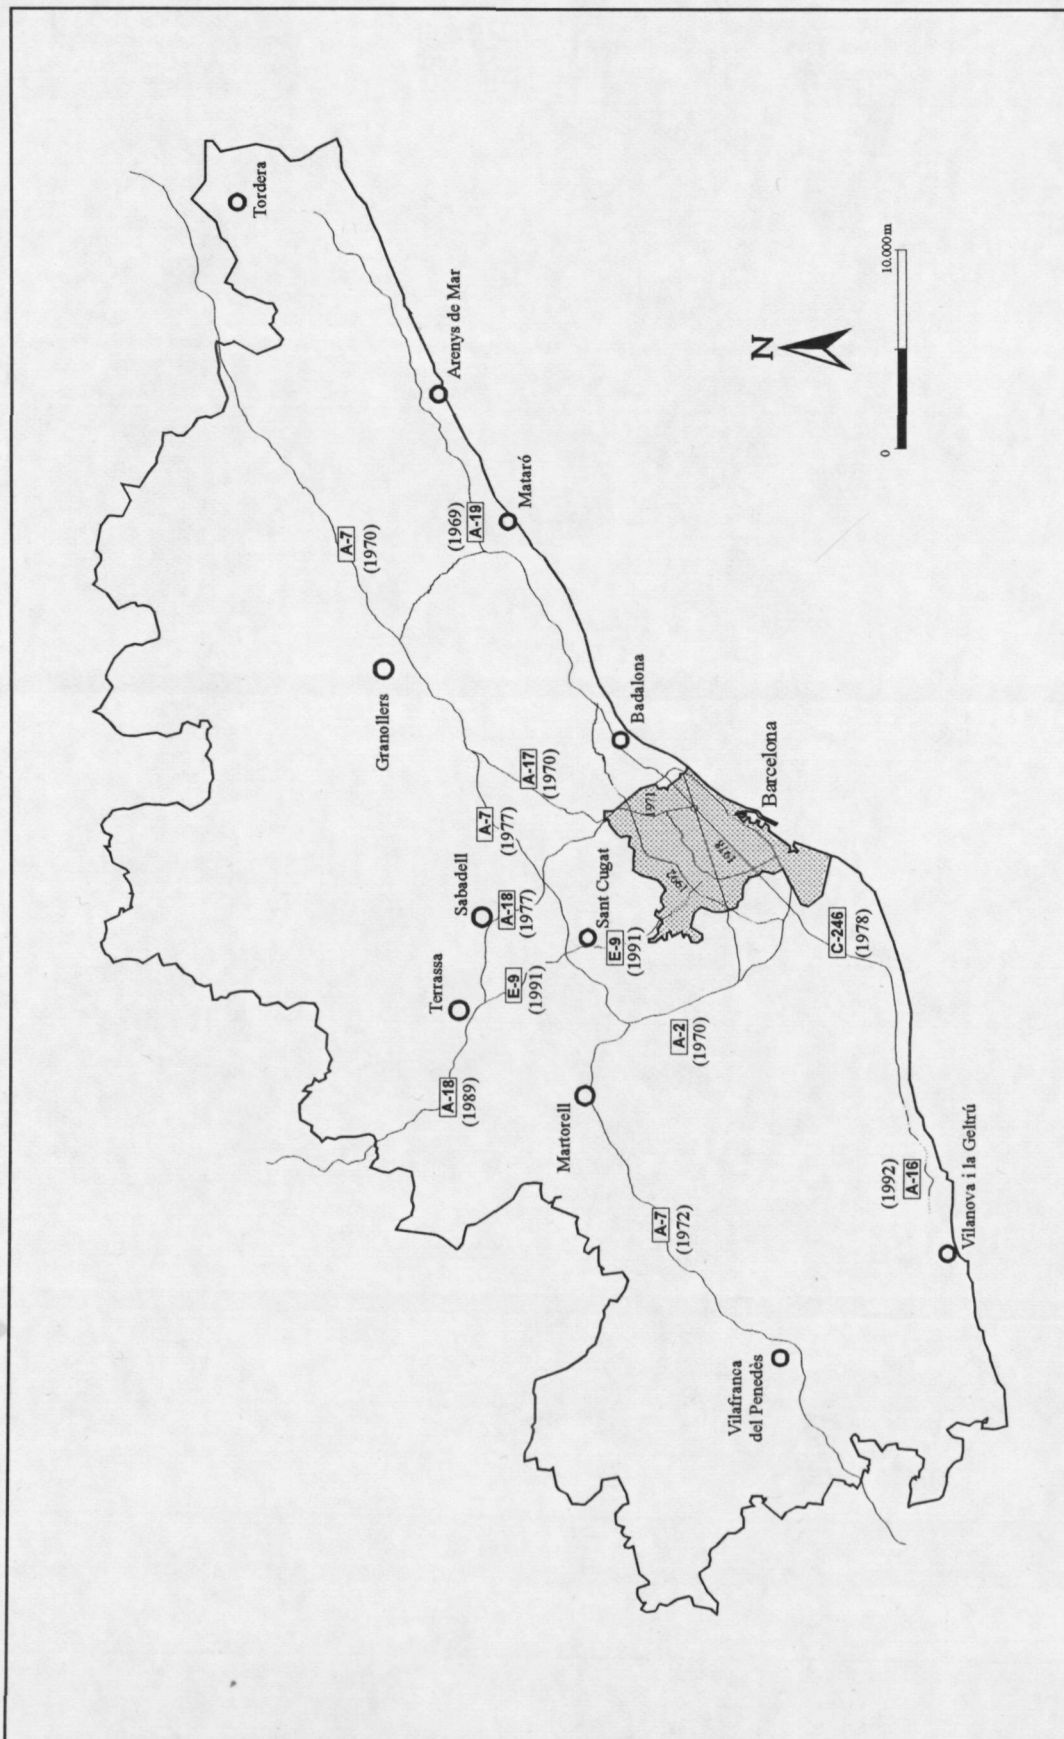 Tordera
Arenys de Mar
A-7
(1970)
(1969)
A-19
Mataró
Granollers
A-17
(1970)
A-7
(1977)
Badalona
Sabadell
A-18
(1977)
Sant Cugat
E-9
(1991)
1971
1978
Barcelona
Terrassa
E-9
(1991)
A-18
(1989)
C-246
(1978)
A-2
(1970)
Martorell
A-7
(1972)
(1992)
A-16
Vilanova i la Geltrú
Vilafranca
del Penedès
N
0
10.000 m